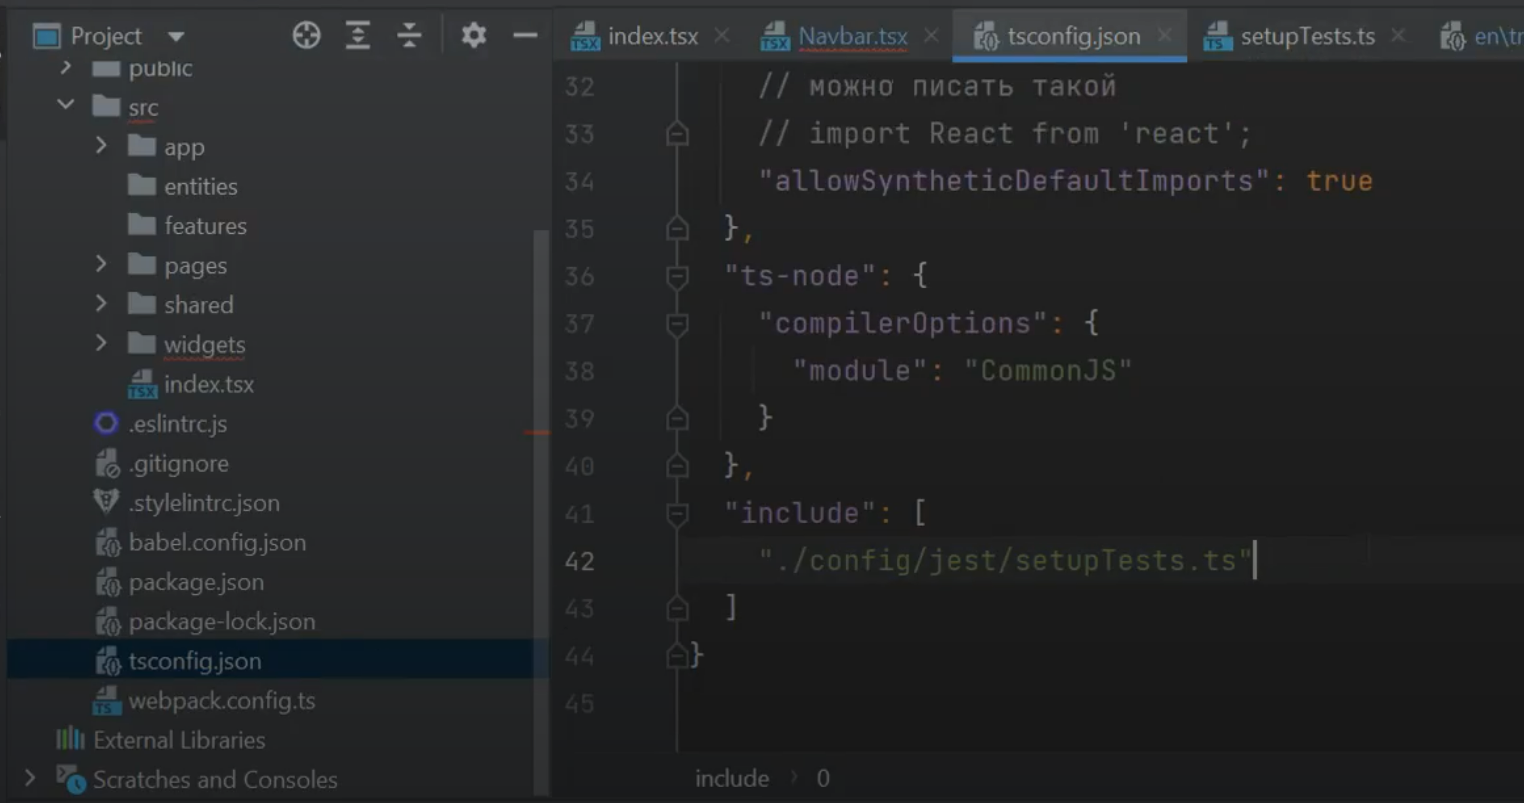 Project
index.tsx
Navbar.tsx
tsconfig.json
setupTests.ts
en\tr
public
src
app
entities
features
pages
shared
widgets
TSX index.tsx
.eslintrc.js
.gitignore
.stylelintrc.json
babel.config.json
package.json
package-lock.json
tsconfig.json
TS webpack.config.ts
External Libraries
Scratches and Consoles
32 // можно писать такой
33 // import React from 'react';
34 "allowSyntheticDefaultImports": true
35 },
36 "ts-node": {
37 "compilerOptions": {
38 "module": "CommonJS"
39 }
40 },
41 "include": [
42 "./config/jest/setupTests.ts"
43 ]
44 }
45
include › 0